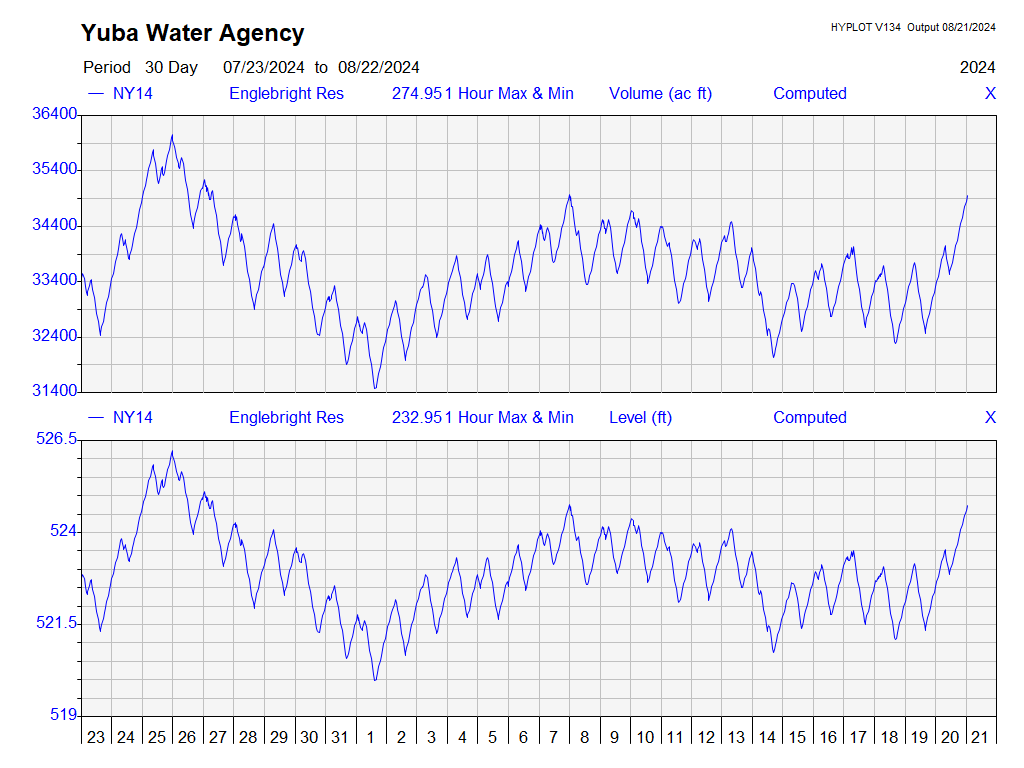 Yuba Water Agency
HYPLOT V134 Output 08/21/2024
Period 30 Day 07/23/2024 to 08/22/2024 2024
NY14 Englebright Res 274.95 1 Hour Max & Min Volume (ac ft) Computed X
36400
35400
34400
33400
32400
31400
NY14 Englebright Res 232.95 1 Hour Max & Min Level (ft) Computed X
526.5
524
521.5
519
23 24 25 26 27 28 29 30 31 1 2 3 4 5 6 7 8 9 10 11 12 13 14 15 16 17 18 19 20 21